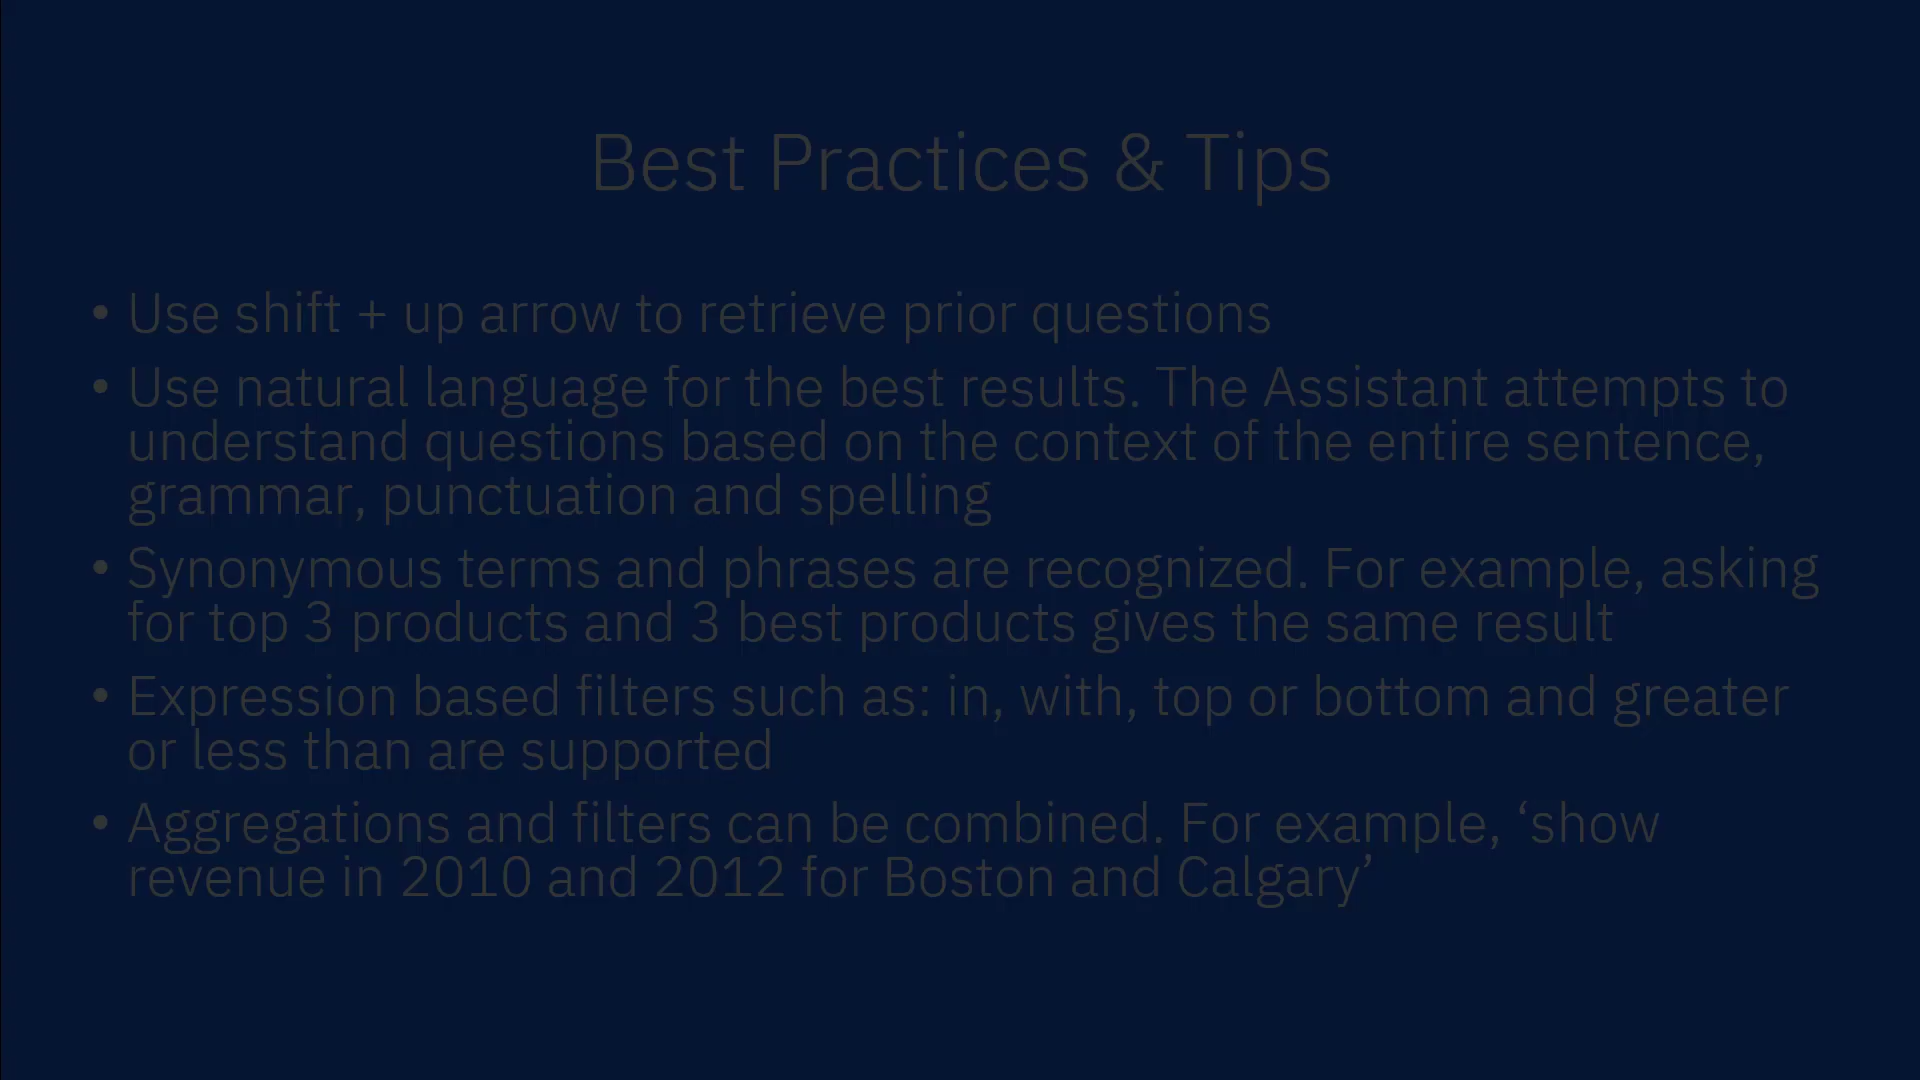 Best Practices & Tips
• Use shift + up arrow to retrieve prior questions
• Use natural language for the best results. The Assistant attempts to
understand questions based on the context of the entire sentence,
grammar, punctuation and spelling
• Synonymous terms and phrases are recognized. For example, asking
for top 3 products and 3 best products gives the same result
• Expression based filters such as: in, with, top or bottom and greater
or less than are supported
• Aggregations and filters can be combined. For example, ‘show
revenue in 2010 and 2012 for Boston and Calgary’